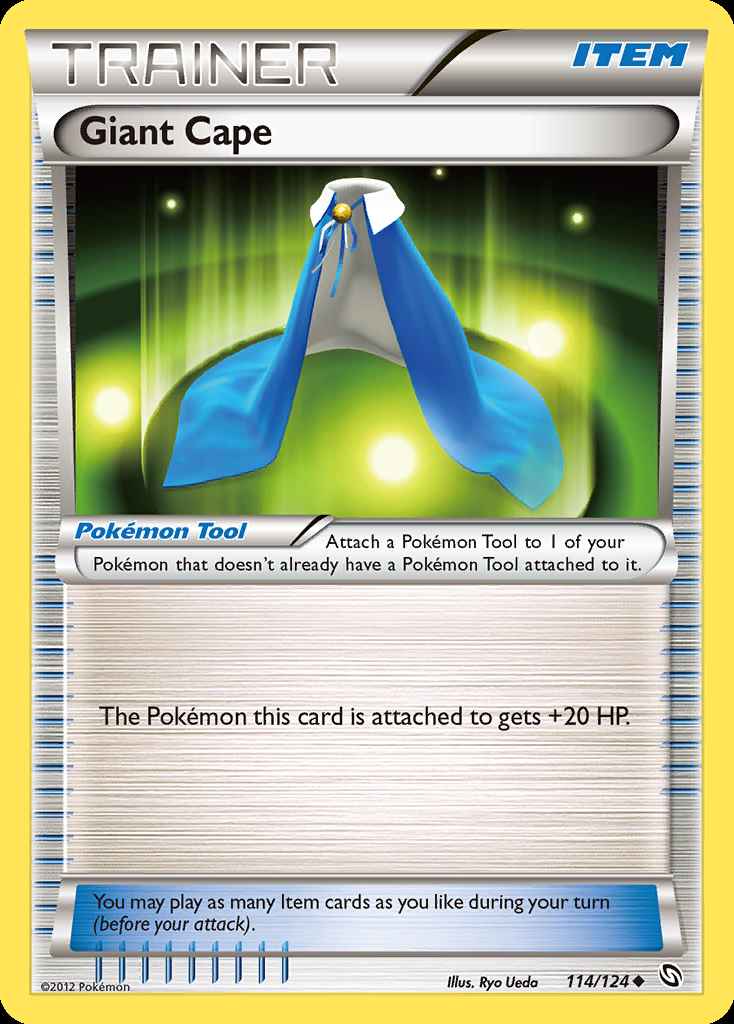 TRAINER
ITEM
Giant Cape
Pokémon Tool
Attach a Pokémon Tool to 1 of your
Pokémon that doesn't already have a Pokémon Tool attached to it.
The Pokémon this card is attached to gets +20 HP.
You may play as many Item cards as you like during your turn
(before your attack).
©2012 Pokémon
Illus. Ryo Ueda
114/124